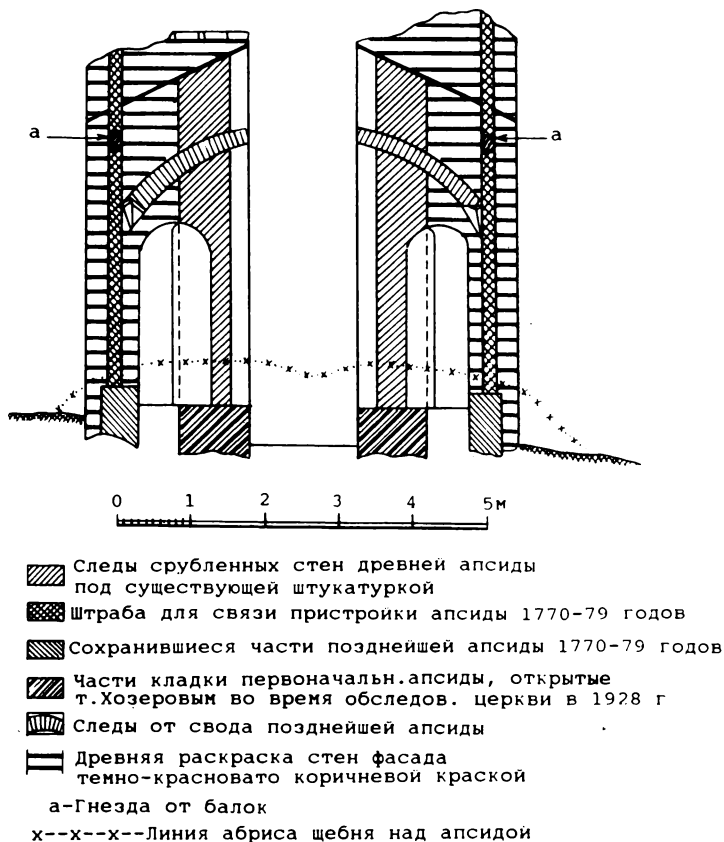 а а
0 1 2 3 4 5м
Следы срубленных стен древней апсиды
под существующей штукатуркой
Штраба для связи пристройки апсиды 1770-79 годов
Сохранившиеся части позднейшей апсиды 1770-79 годов
Части кладки первоначальн.апсиды, открытые
т.Хозеровым во время обследов. церкви в 1928 г
Следы от свода позднейшей апсиды
Древняя раскраска стен фасада
темно-красновато коричневой краской
а-Гнезда от балок
х--х--х--Линия абриса щебня над апсидой